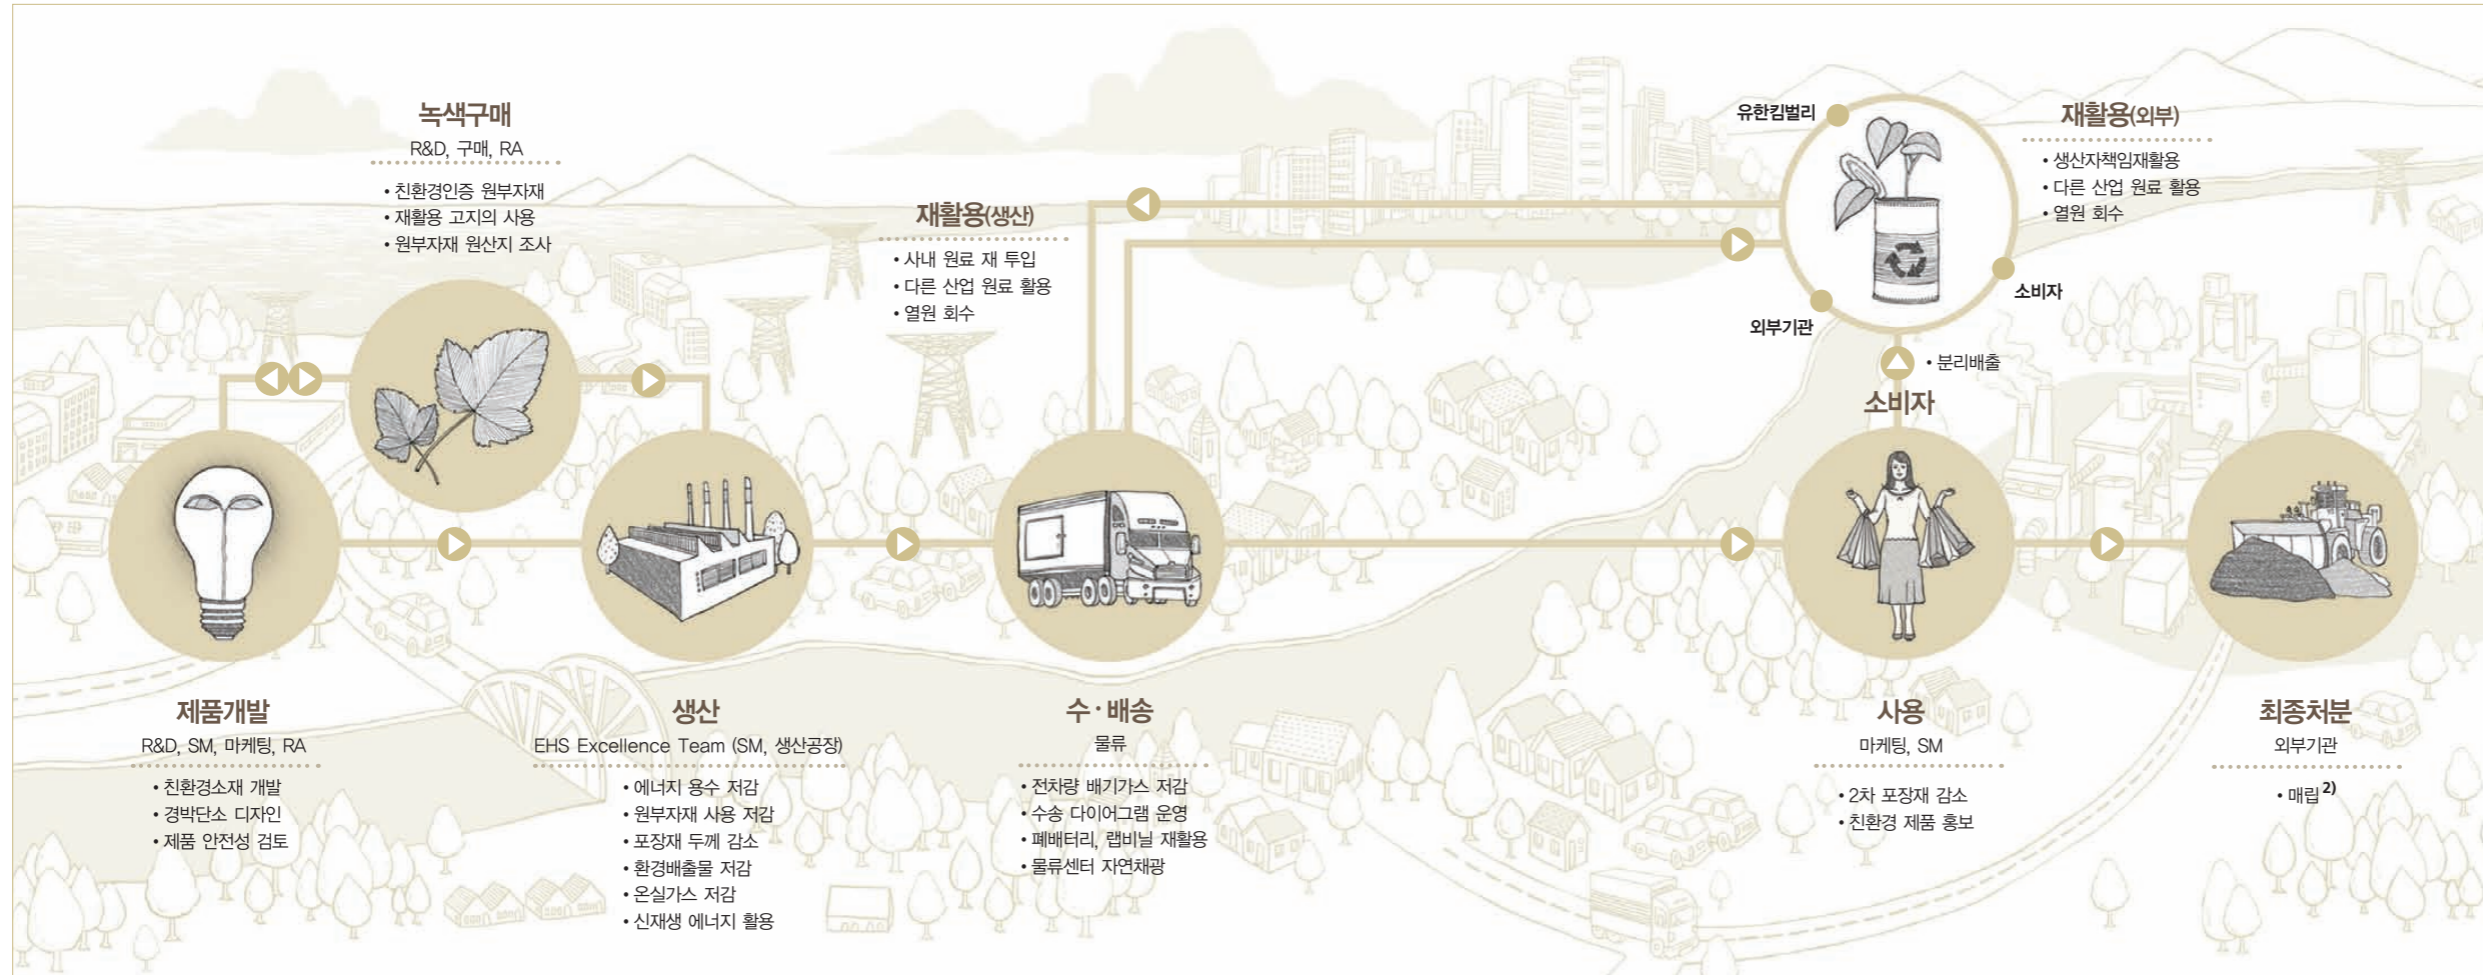 녹색구매
R&D, 구매, RA
• 친환경인증 원부자재
• 재활용 고지의 사용
• 원부자재 원산지 조사
재활용(생산)
• 사내 원료 재 투입
• 다른 산업 원료 활용
• 열원 회수
유한킴벌리
외부기관
소비자
재활용(외부)
• 생산자책임재활용
• 다른 산업 원료 활용
• 열원 회수
• 분리배출
소비자
제품개발
R&D, SM, 마케팅, RA
• 친환경소재 개발
• 경박단소 디자인
• 제품 안전성 검토
생산
EHS Excellence Team (SM, 생산공장)
• 에너지 용수 저감
• 원부자재 사용 저감
• 포장재 두께 감소
• 환경배출물 저감
• 온실가스 저감
• 신재생 에너지 활용
수 · 배송
물류
• 전차량 배기가스 저감
• 수송 다이어그램 운영
• 폐배터리, 랩비닐 재활용
• 물류센터 자연채광
사용
마케팅, SM
• 2차 포장재 감소
• 친환경 제품 홍보
최종처분
외부기관
• 매립 2)